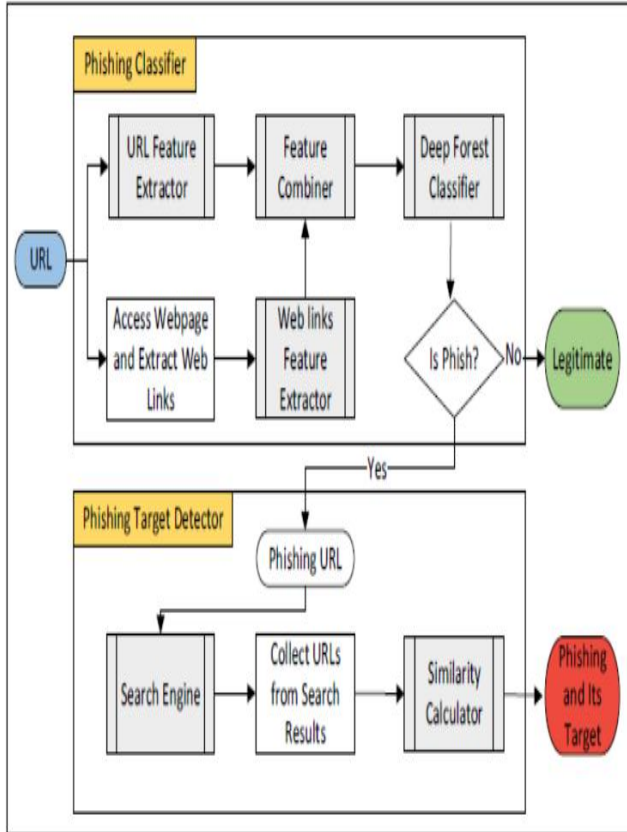 Phishing Classifier
URL Feature
Extractor
Feature
Combiner
Deep Forest
Classifier
URL
Access Webpage
and Extract Web
Links
Web links
Feature
Extractor
Is Phish?
No
Legitimate
Yes
Phishing Target Detector
Phishing URL
Search Engine
Collect URLs
from Search
Results
Similarity
Calculator
Phishing
and Its
Target